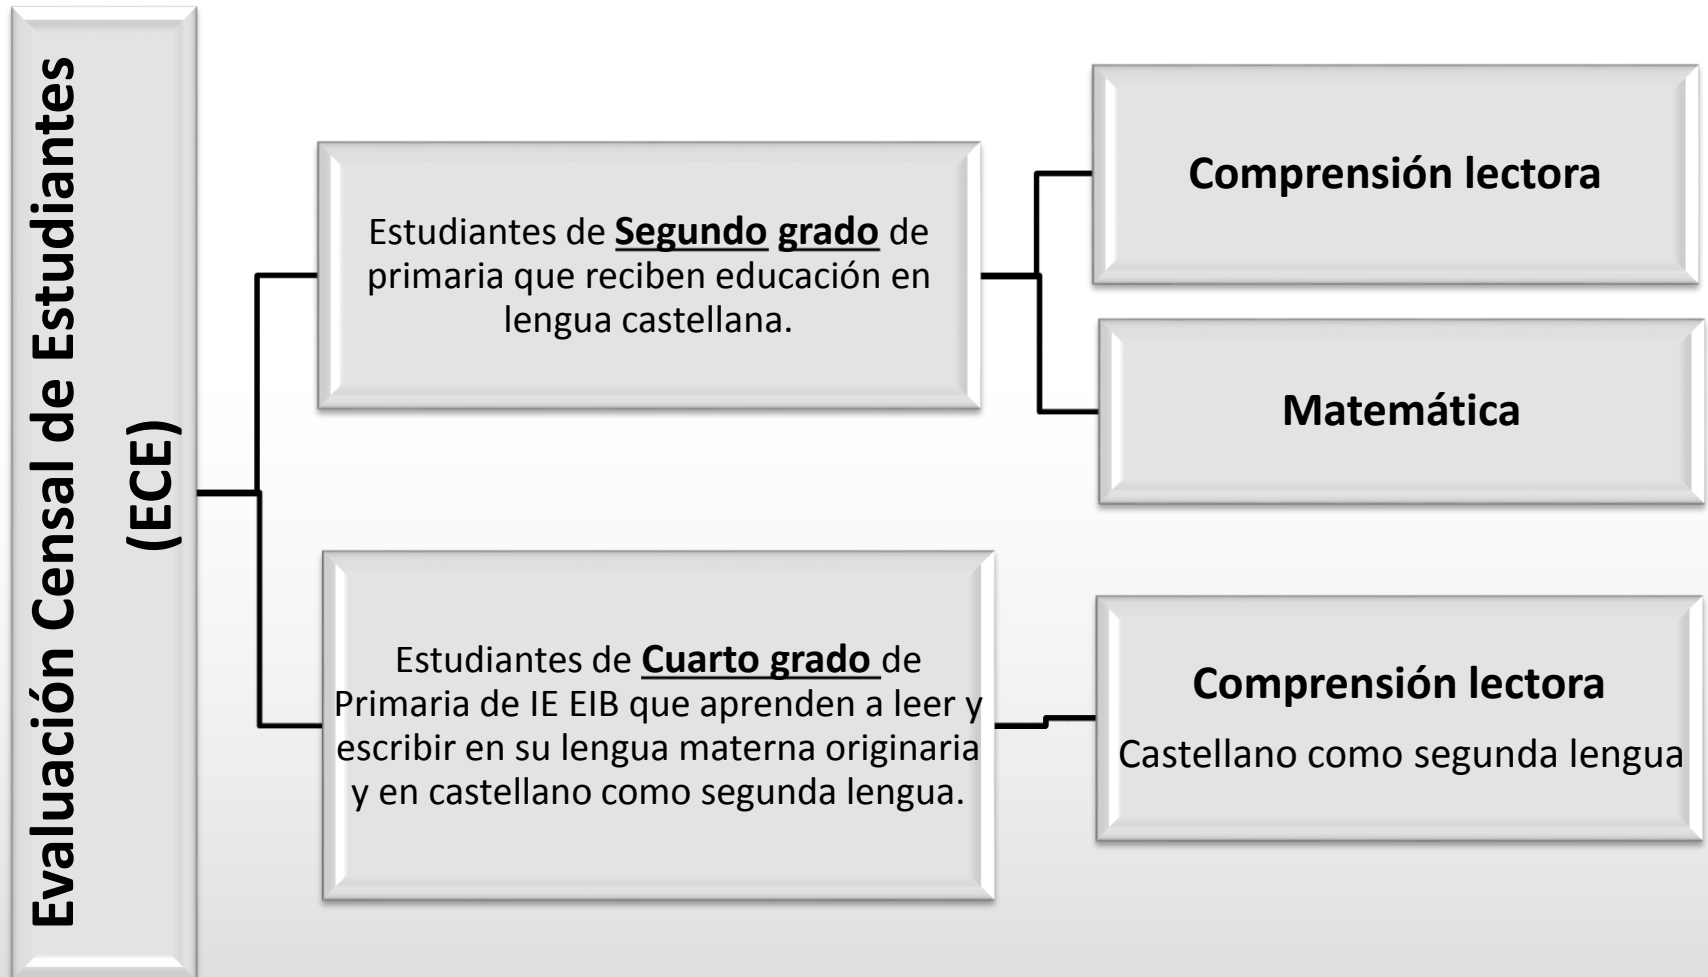 Evaluación Censal de Estudiantes
(ECE)
Estudiantes de Segundo grado de
primaria que reciben educación en
lengua castellana.
Comprensión lectora
Matemática
Estudiantes de Cuarto grado de
Primaria de IE EIB que aprenden a leer y
escribir en su lengua materna originaria
y en castellano como segunda lengua.
Comprensión lectora
Castellano como segunda lengua